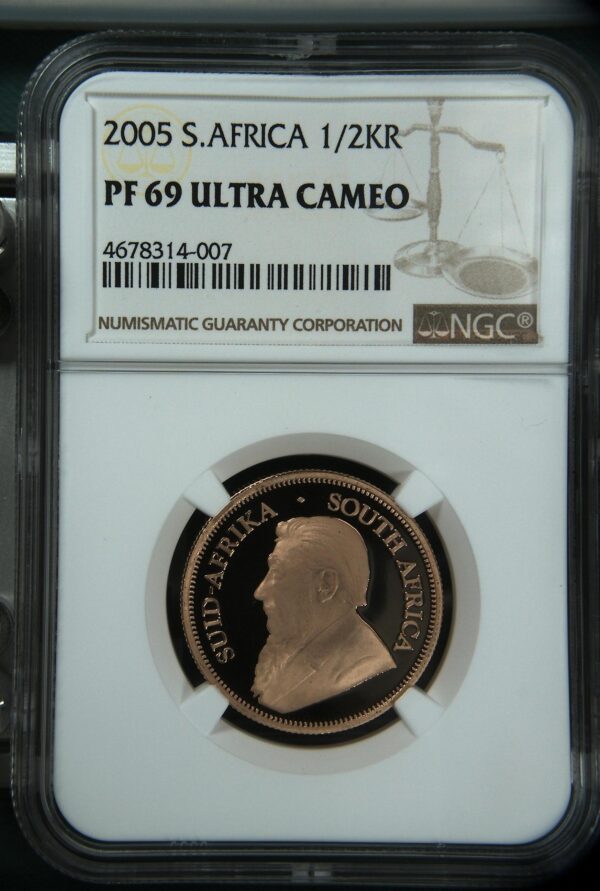 2005 S.AFRICA 1/2KR
PF 69 ULTRA CAMEO
4678314-007
NUMISMATIC GUARANTY CORPORATION
NGC®
SUID-AFRIKA · SOUTH AFRICA